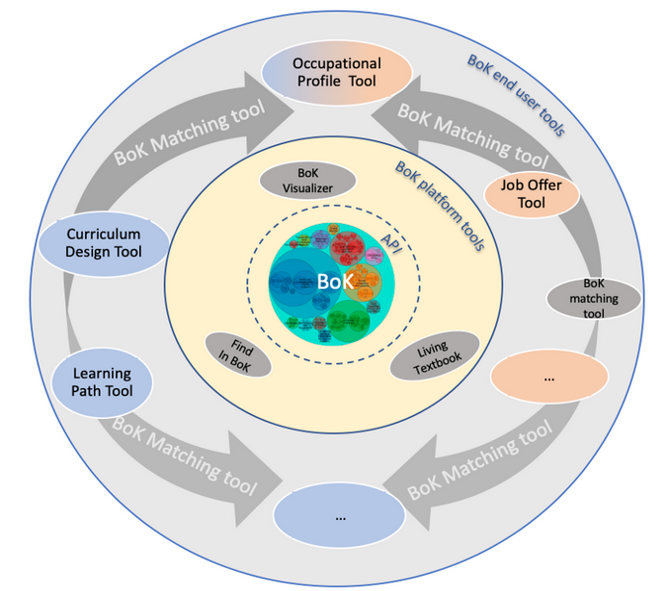 Occupational
Profile Tool
BoK end user tools
BoK Matching tool
BoK Matching tool
BoK
Visualizer
BoK platform tools
Job Offer
Tool
Curriculum
Design Tool
API
BoK
BoK
matching
tool
Find
In BoK
Living
Textbook
Learning
Path Tool
...
BoK Matching tool
BoK Matching tool
...